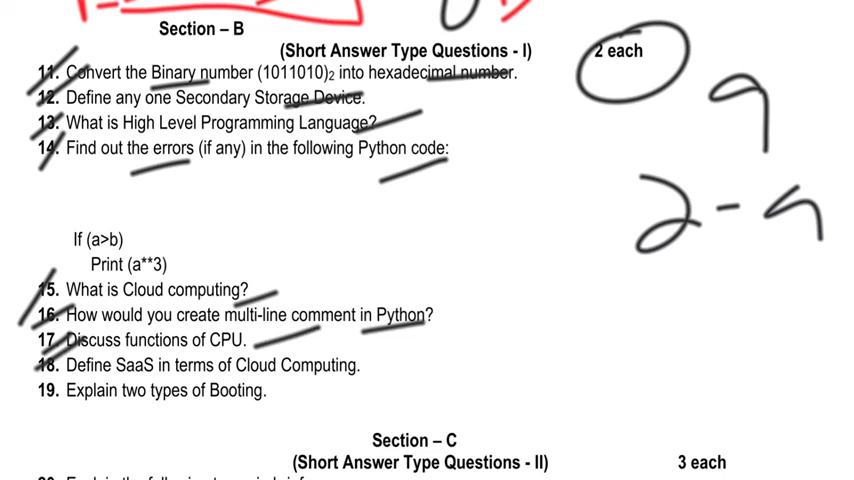 Section – B
(Short Answer Type Questions - I) 2 each
11. Convert the Binary number (1011010)₂ into hexadecimal number.
12. Define any one Secondary Storage Device.
13. What is High Level Programming Language?
14. Find out the errors (if any) in the following Python code:
If (a>b)
Print (a**3)
15. What is Cloud computing?
16. How would you create multi-line comment in Python?
17. Discuss functions of CPU.
18. Define SaaS in terms of Cloud Computing.
19. Explain two types of Booting.
Section – C
(Short Answer Type Questions - II) 3 each